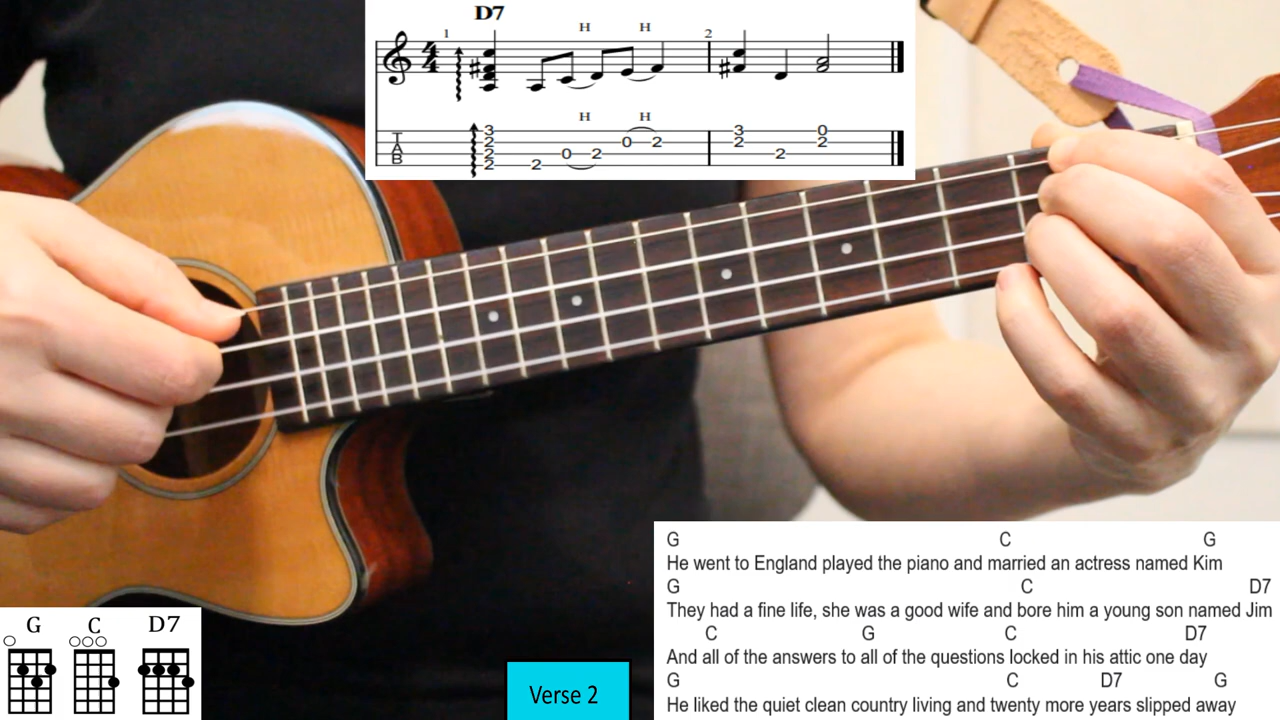 D7
H H
1 2
4
4
H H
T 3 2 2 2 2 0 2 0 2 3 2 2 0 2
A
B
G C G
He went to England played the piano and married an actress named Kim
G C D7
They had a fine life, she was a good wife and bore him a young son named Jim
C G C D7
And all of the answers to all of the questions locked in his attic one day
G C D7 G
He liked the quiet clean country living and twenty more years slipped away
G C D7
Verse 2